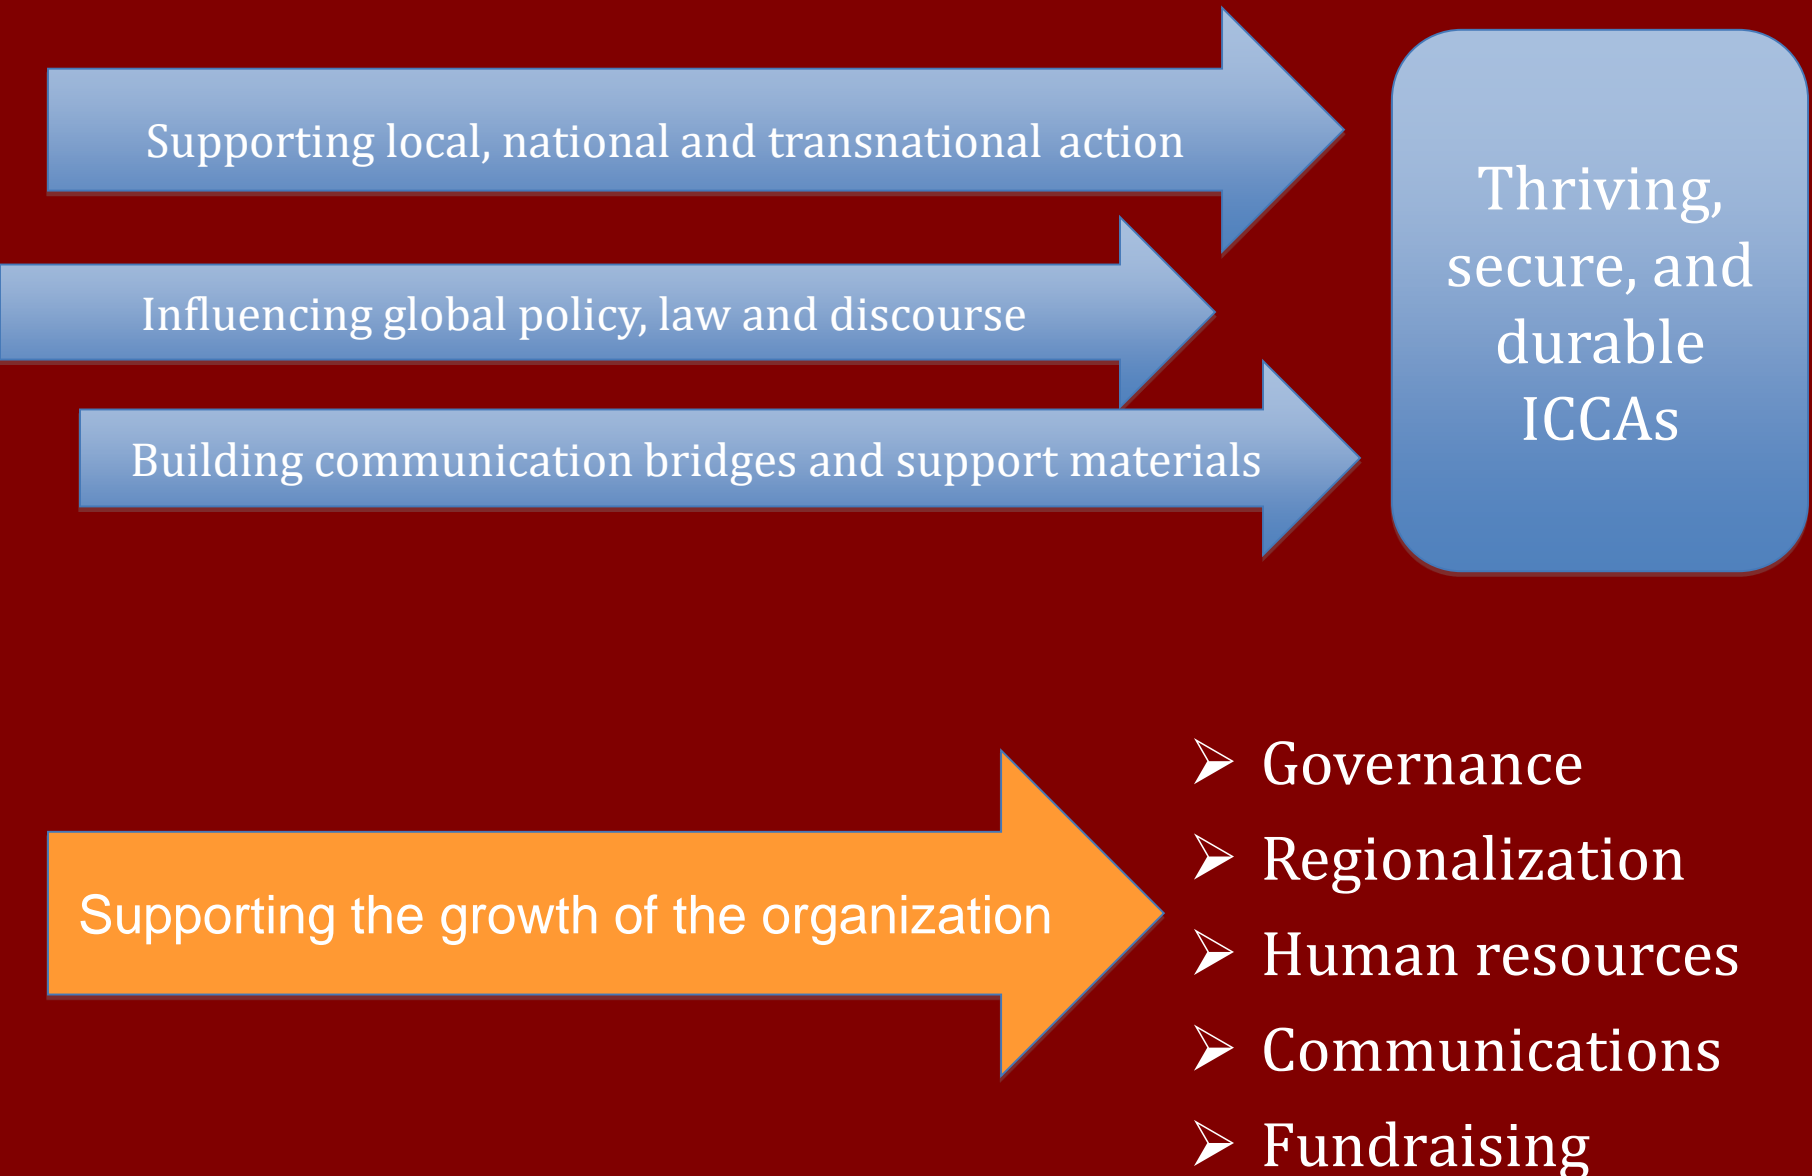 Supporting local, national and transnational action
Influencing global policy, law and discourse
Building communication bridges and support materials
Thriving,
secure, and
durable
ICCAs
Supporting the growth of the organization
Governance
Regionalization
Human resources
Communications
Fundraising